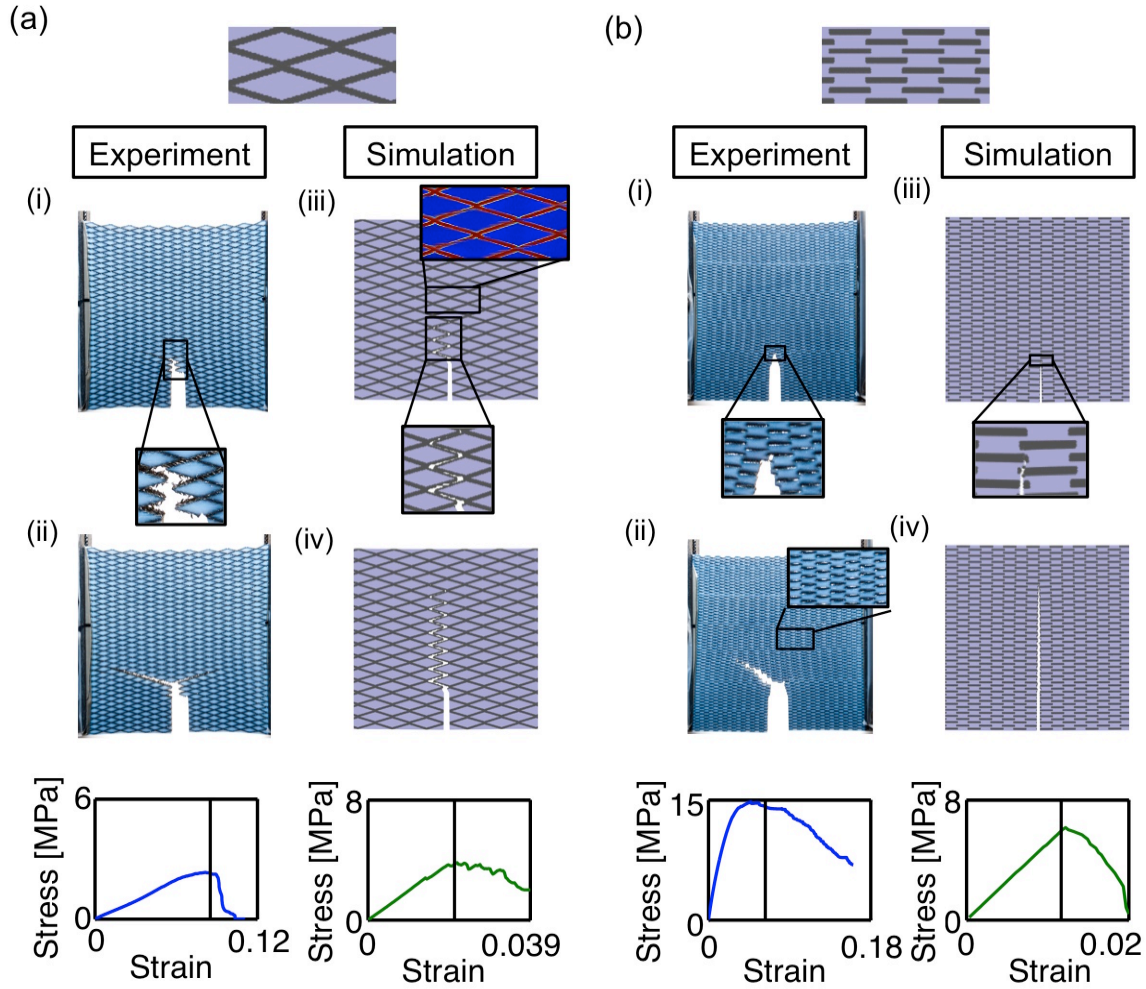 (a)
(b)
Experiment
Simulation
Experiment
Simulation
(i)
(iii)
(i)
(iii)
(ii)
(iv)
(ii)
(iv)
Stress [MPa]
6
0
0
0.12
Strain
Stress [MPa]
8
0
0
0.039
Strain
Stress [MPa]
15
0
0
0.18
Strain
Stress [MPa]
8
0
0
0.02
Strain